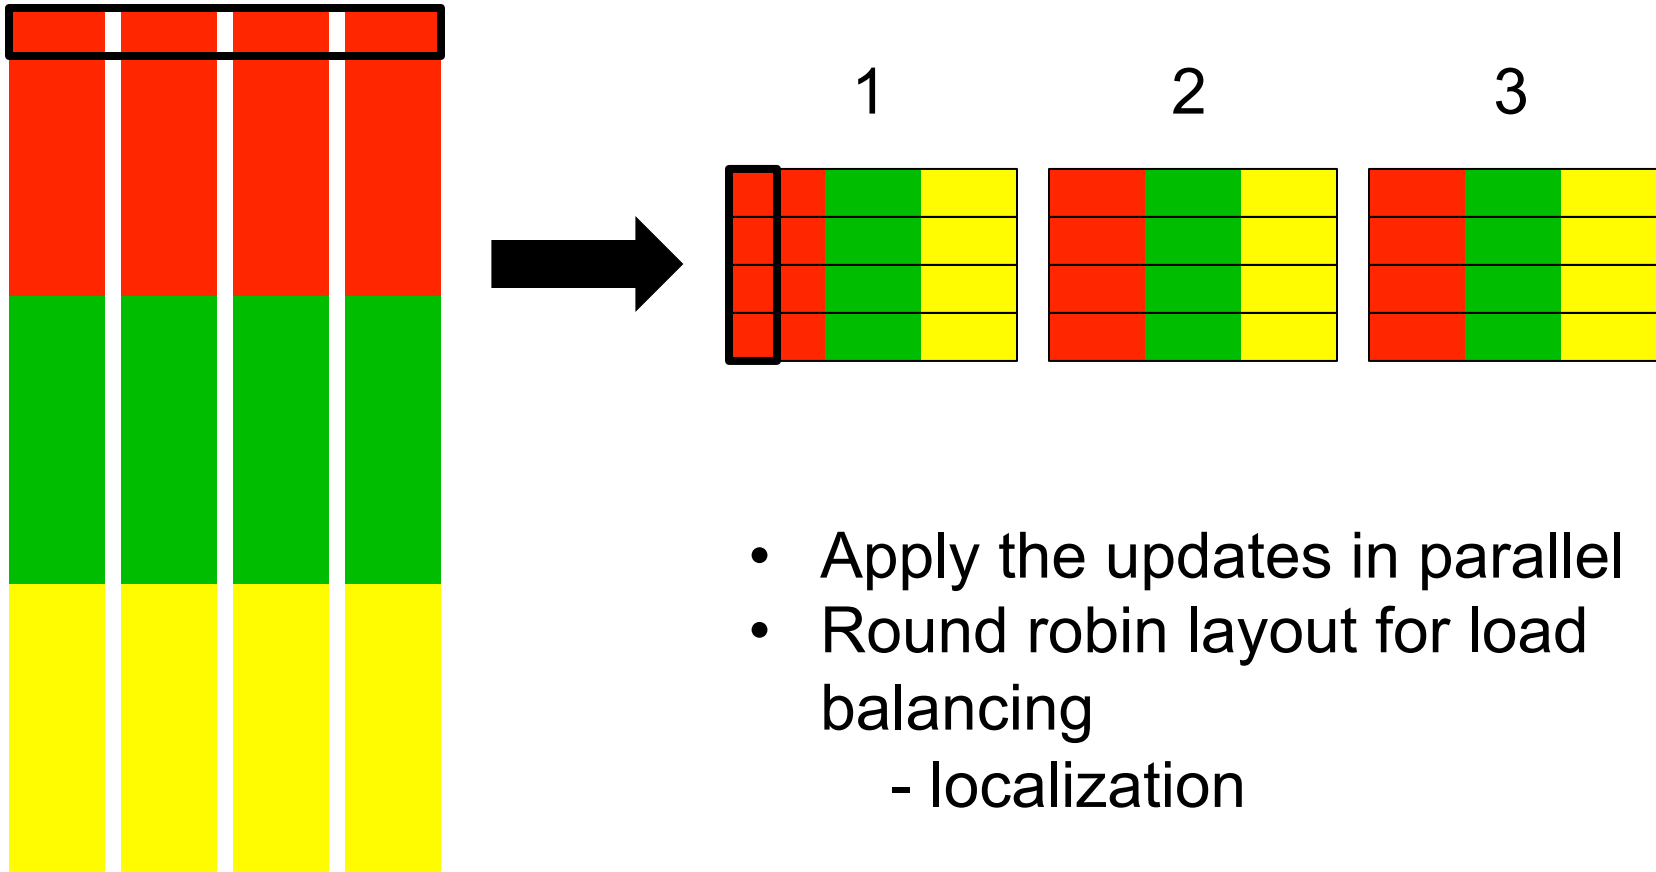 1 2 3
• Apply the updates in parallel
• Round robin layout for load
balancing
- localization